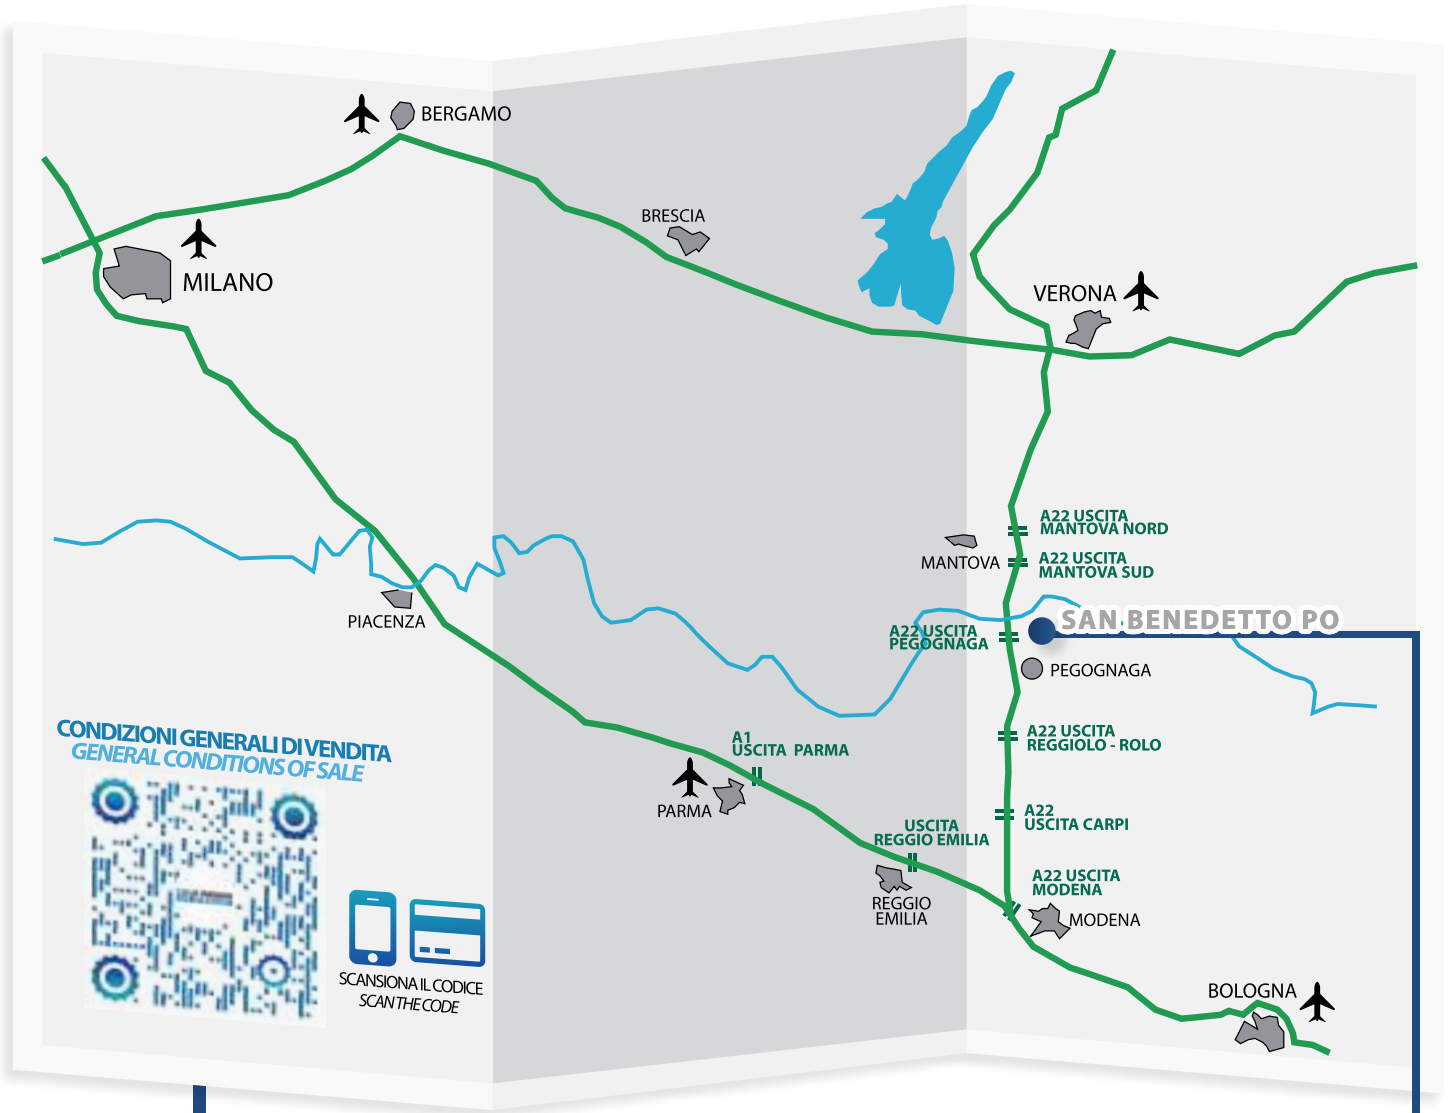 BERGAMO
BRESCIA
MILANO
VERONA
A22 USCITA
MANTOVA NORD
MANTOVA
A22 USCITA
MANTOVA SUD
SAN BENEDETTO PO
PIACENZA
A22 USCITA
PEGOGNAGA
PEGOGNAGA
CONDIZIONI GENERALI DI VENDITA
GENERAL CONDITIONS OF SALE
A1
USCITA PARMA
A22 USCITA
REGGIOLO - ROLO
PARMA
A22
USCITA CARPI
USCITA
REGGIO EMILIA
A22 USCITA
MODENA
REGGIO
EMILIA
MODENA
SCANSIONA IL CODICE
SCAN THE CODE
BOLOGNA